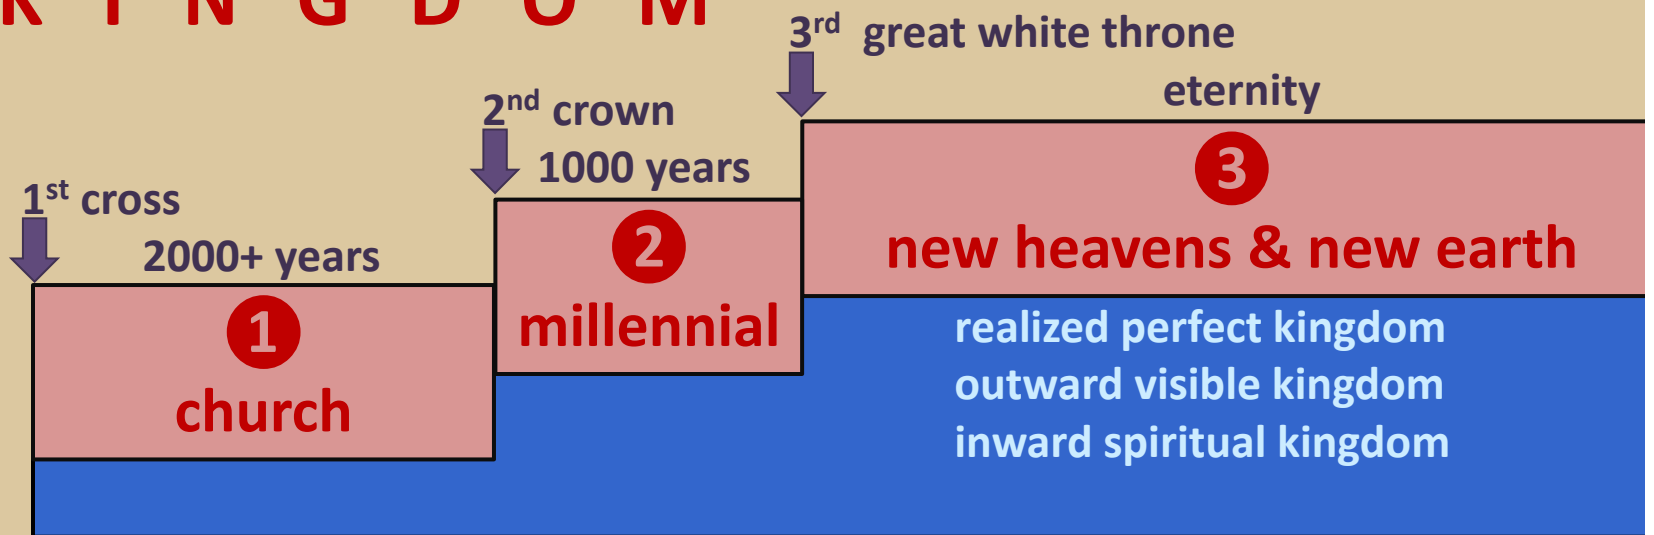 K I N G D O M
3rd great white throne
eternity
2nd crown
1000 years
1st cross
2000+ years
3
new heavens & new earth
2
millennial
1
church
realized perfect kingdom
outward visible kingdom
inward spiritual kingdom